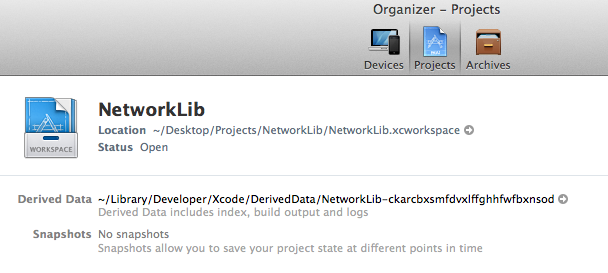 Organizer – Projects
Devices Projects Archives
NetworkLib
Location ~/Desktop/Projects/NetworkLib/NetworkLib.xcworkspace
WORKSPACE
Status Open
Derived Data ~/Library/Developer/Xcode/DerivedData/NetworkLib-ckarcbxsmfdvxlffghhfwfbxnsod
Derived Data includes index, build output and logs
Snapshots No snapshots
Snapshots allow you to save your project state at different points in time